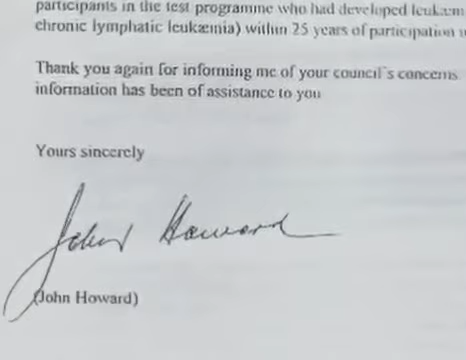 participants in the test programme who had developed leukaem
chronic lymphatic leukæmia) within 25 years of participation
Thank you again for informing me of your council's concerns
information has been of assistance to you
Yours sincerely
John Howard
(John Howard)